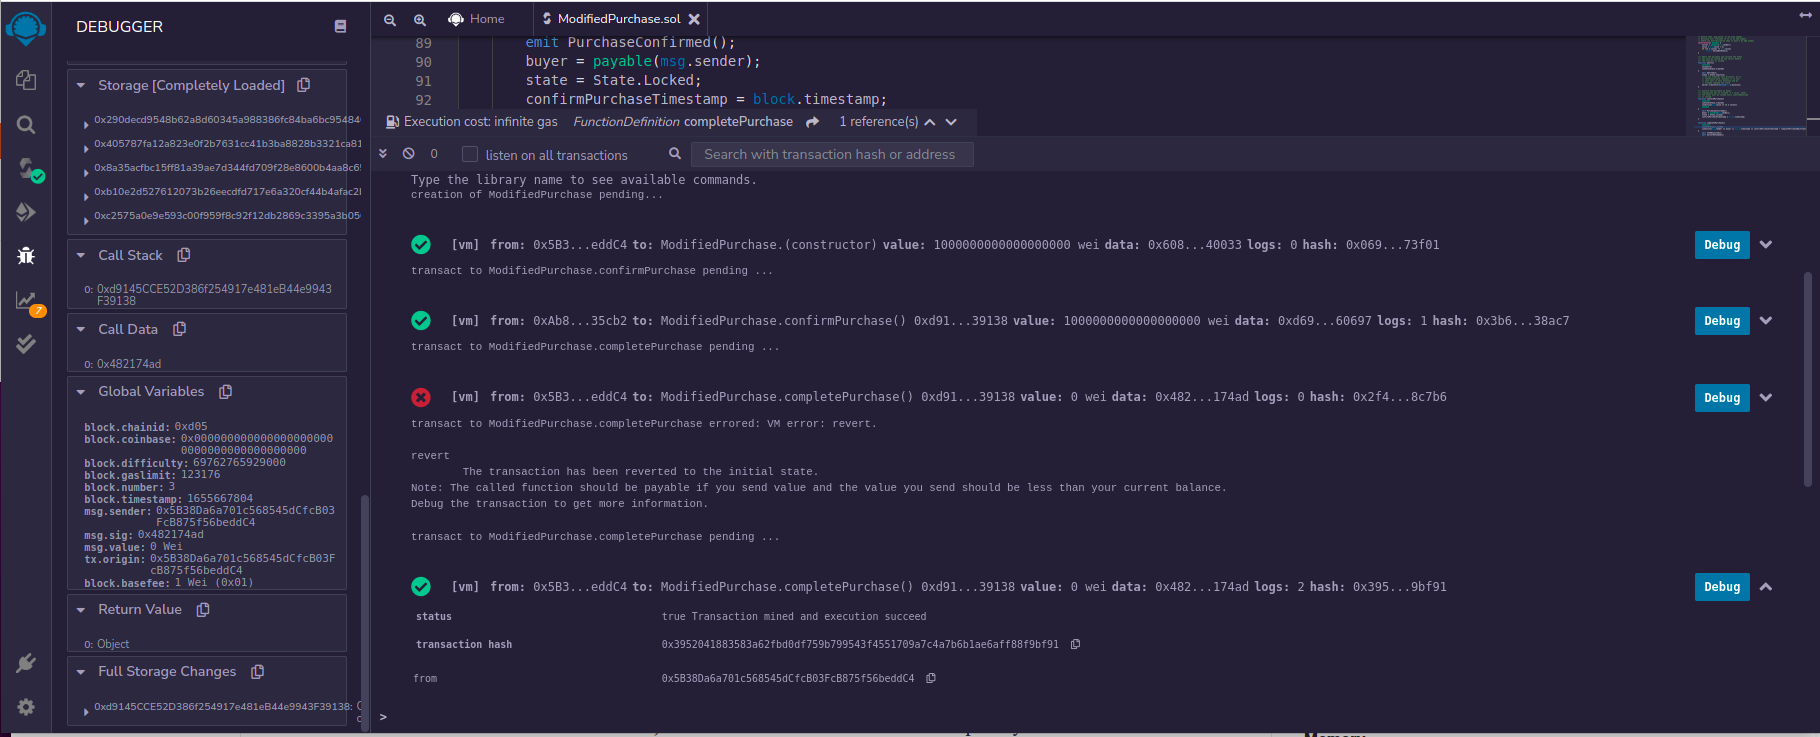 DEBUGGER
Storage [Completely Loaded]
0x290decd9548b62a8d60345a988386fc84ba6bc95484
0x405787fa12a823e0f2b7631cc41b3ba8828b3321ca81
0x8a35acfbc15ff81a39ae7d344fd709f28e8600b4aa8c6
0xb10e2d527612073b26eecdfd717e6a320cf44b4afac2
0xc2575a0e9e593c00f959f8c92f12db2869c3395a3b05
Call Stack
0: 0xd9145CCE52D386f254917e481eB44e9943
F39138
Call Data
0: 0x482174ad
Global Variables
block.chainid: 0xd05
block.coinbase: 0x000000000000000000000
0000000000000000000
block.difficulty: 69762765929000
block.gaslimit: 123176
block.number: 3
block.timestamp: 1655667804
msg.sender: 0x5B38Da6a701c568545dCfcB03
FcB875f56beddC4
msg.sig: 0x482174ad
msg.value: 0 Wei
tx.origin: 0x5B38Da6a701c568545dCfcB03F
cB875f56beddC4
block.basefee: 1 Wei (0x01)
Return Value
0: Object
Full Storage Changes
0xd9145CCE52D386f254917e481eB44e9943F39138:
7
Home
ModifiedPurchase.sol
89 emit PurchaseConfirmed();
90 buyer = payable(msg.sender);
91 state = State.Locked;
92 confirmPurchaseTimestamp = block.timestamp;
Execution cost: infinite gas FunctionDefinition completePurchase 1 reference(s)
0 listen on all transactions Search with transaction hash or address
Type the library name to see available commands.
creation of ModifiedPurchase pending...
[vm] from: 0x5B3...eddC4 to: ModifiedPurchase.(constructor) value: 1000000000000000000 wei data: 0x608...40033 logs: 0 hash: 0x069...73f01
Debug
transact to ModifiedPurchase.confirmPurchase pending ...
[vm] from: 0xAb8...35cb2 to: ModifiedPurchase.confirmPurchase() 0xd91...39138 value: 1000000000000000000 wei data: 0xd69...60697 logs: 1 hash: 0x3b6...38ac7
Debug
transact to ModifiedPurchase.completePurchase pending ...
[vm] from: 0x5B3...eddC4 to: ModifiedPurchase.completePurchase() 0xd91...39138 value: 0 wei data: 0x482...174ad logs: 0 hash: 0x2f4...8c7b6
Debug
transact to ModifiedPurchase.completePurchase errored: VM error: revert.
revert
The transaction has been reverted to the initial state.
Note: The called function should be payable if you send value and the value you send should be less than your current balance.
Debug the transaction to get more information.
transact to ModifiedPurchase.completePurchase pending ...
[vm] from: 0x5B3...eddC4 to: ModifiedPurchase.completePurchase() 0xd91...39138 value: 0 wei data: 0x482...174ad logs: 2 hash: 0x395...9bf91
Debug
status true Transaction mined and execution succeed
transaction hash 0x3952041883583a62fbd0df759b799543f4551709a7c4a7b6b1ae6aff88f9bf91
from 0x5B38Da6a701c568545dCfcB03FcB875f56beddC4
>